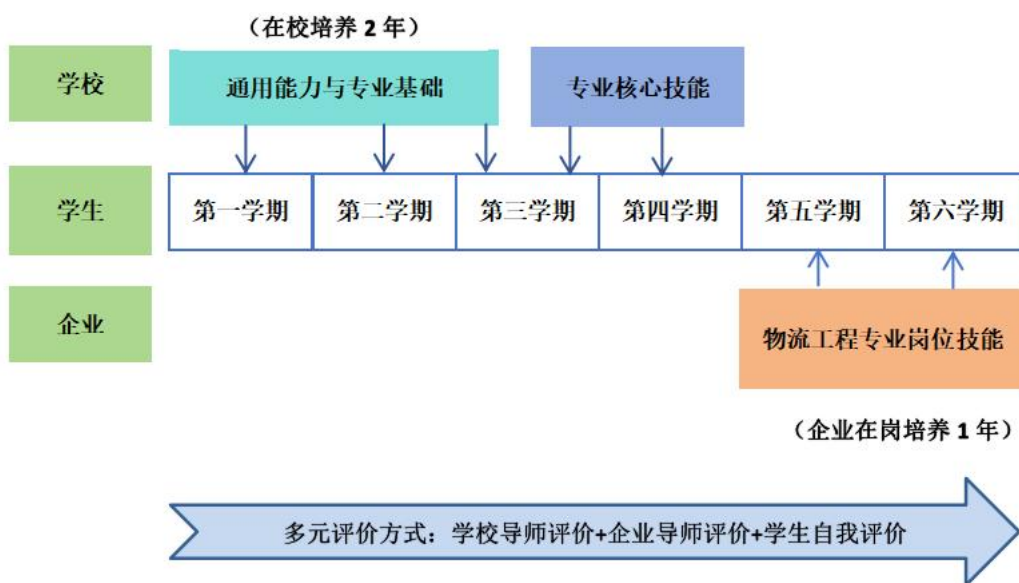 （在校培养 2 年）
学校
通用能力与专业基础
专业核心技能
学生
第一学期
第二学期
第三学期
第四学期
第五学期
第六学期
企业
物流工程专业岗位技能
（企业在岗培养 1 年）
多元评价方式：学校导师评价+企业导师评价+学生自我评价